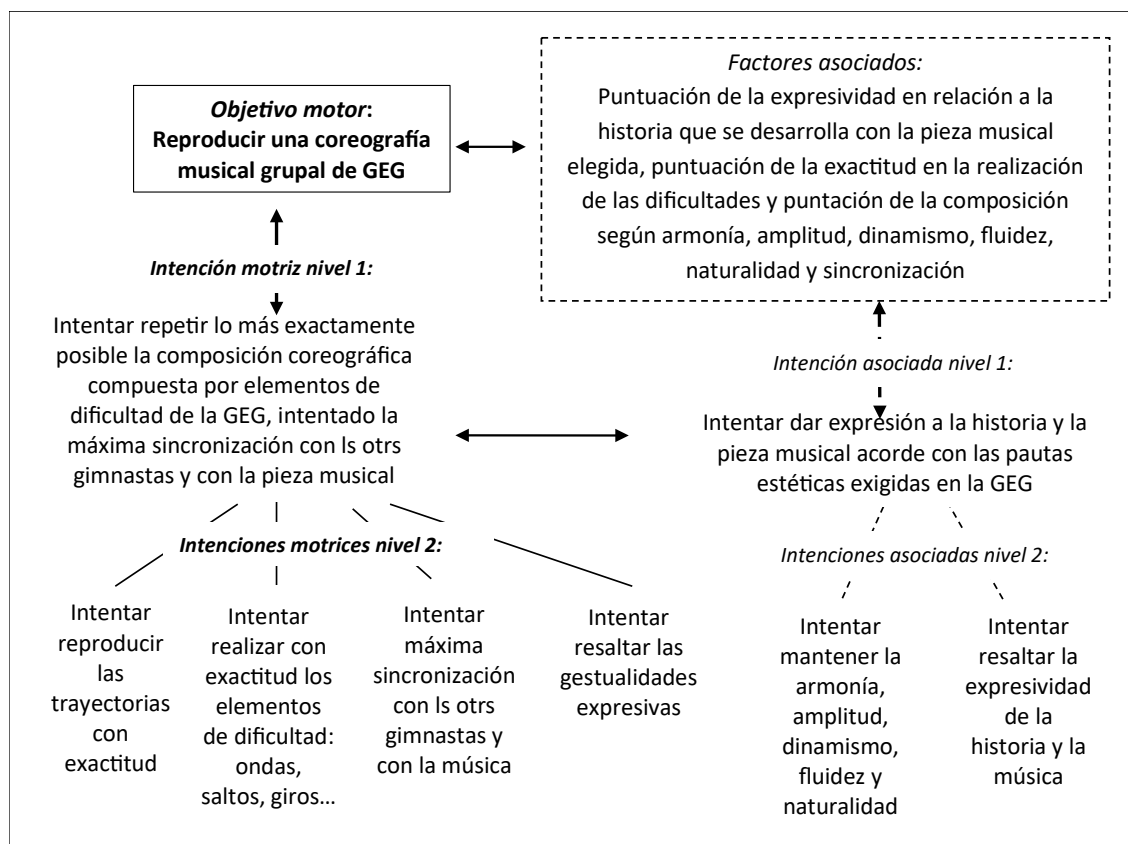 Objetivo motor:
Reproducir una coreografía
musical grupal de GEG
Factores asociados:
Puntuación de la expresividad en relación a la
historia que se desarrolla con la pieza musical
elegida, puntuación de la exactitud en la realización
de las dificultades y puntación de la composición
según armonía, amplitud, dinamismo, fluidez,
naturalidad y sincronización
Intención motriz nivel 1:
Intentar repetir lo más exactamente
posible la composición coreográfica
compuesta por elementos de
dificultad de la GEG, intentado la
máxima sincronización con ls otrs
gimnastas y con la pieza musical
Intención asociada nivel 1:
Intentar dar expresión a la historia y la
pieza musical acorde con las pautas
estéticas exigidas en la GEG
Intenciones motrices nivel 2:
Intentar
reproducir
las
trayectorias
con
exactitud
Intentar
realizar con
exactitud los
elementos
de dificultad:
ondas,
saltos, giros...
Intentar
máxima
sincronización
con ls otrs
gimnastas y
con la música
Intentar
resaltar las
gestualidades
expresivas
Intenciones asociadas nivel 2:
Intentar
mantener la
armonía,
amplitud,
dinamismo,
fluidez y
naturalidad
Intentar
resaltar la
expresividad
de la
historia y la
música